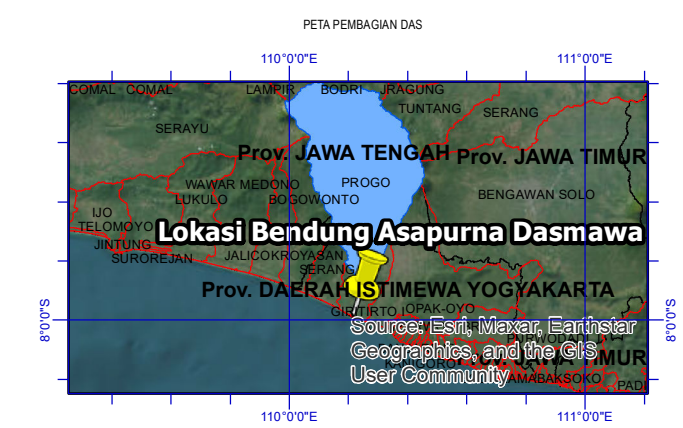 PETA PEMBAGIAN DAS
110°0'0"E 111°0'0"E
COMAL COMAL LAMPIR BODRI JRAGUNG
TUNTANG SERANG
SERAYU
Prov. JAWA TENGAH Prov. JAWA TIMUR
WAWAR MEDONO PROGO
LUKULO BOGOWONTO BENGAWAN SOLO
IJO
TELOMOYO Lokasi Bendung Asapurna Dasmawa
JINTUNG
SUROREJAN JALICOKROYASAN
SERANG
Prov. DAERAH ISTIMEWA YOGYAKARTA
GIRITIRTO OPAK-OYO
8°0'0"S 8°0'0"S
Source: Esri, Maxar, Earthstar
PURWODADI
Geographics, and the GIS
KANIGORO TIMUR
User Community
PAD
110°0'0"E 111°0'0"E